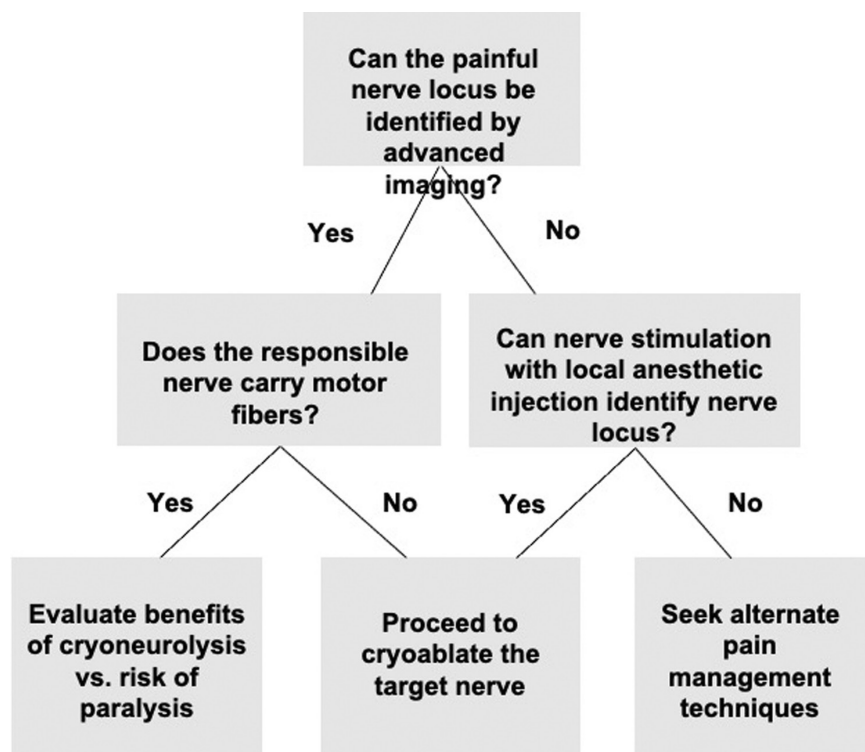 Can the painful
nerve locus be
identified by
advanced
imaging?
Yes
No
Does the responsible
nerve carry motor
fibers?
Can nerve stimulation
with local anesthetic
injection identify nerve
locus?
Yes
No
Yes
No
Evaluate benefits
of cryoneurolysis
vs. risk of
paralysis
Proceed to
cryoablate the
target nerve
Seek alternate
pain
management
techniques